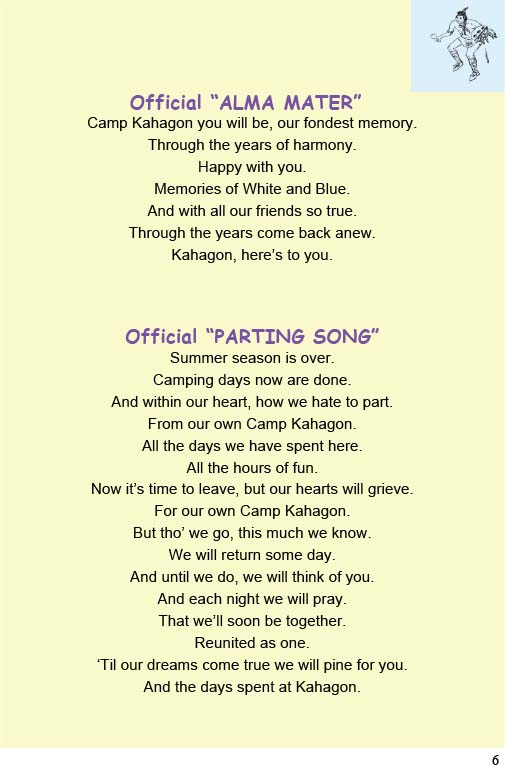 Official “ALMA MATER”
Camp Kahagon you will be, our fondest memory.
Through the years of harmony.
Happy with you.
Memories of White and Blue.
And with all our friends so true.
Through the years come back anew.
Kahagon, here’s to you.
Official “PARTING SONG”
Summer season is over.
Camping days now are done.
And within our heart, how we hate to part.
From our own Camp Kahagon.
All the days we have spent here.
All the hours of fun.
Now it’s time to leave, but our hearts will grieve.
For our own Camp Kahagon.
But tho’ we go, this much we know.
We will return some day.
And until we do, we will think of you.
And each night we will pray.
That we’ll soon be together.
Reunited as one.
‘Til our dreams come true we will pine for you.
And the days spent at Kahagon.
6